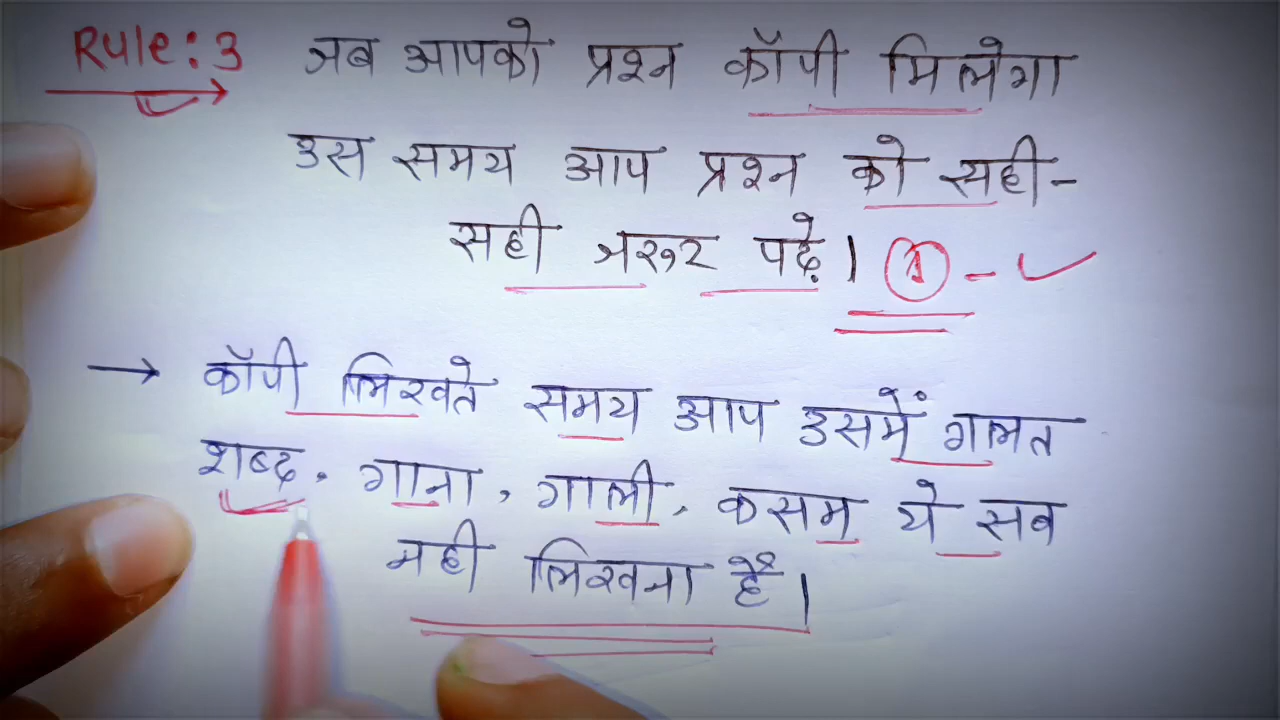 Rule: 3 जब आपको प्रश्न कॉपी मिलेगा
उस समय आप प्रश्न को सही-
सही जरूर पढ़े। ① - ✓
→ कॉपी लिखते समय आप उसमें गलत
शब्द, गाना, गाली, कसम ये सब
नही लिखना है।